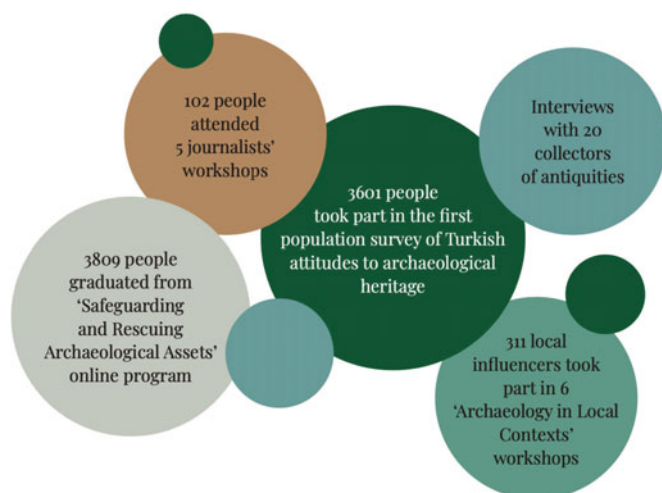 102 people
attended
5 journalists’
workshops
Interviews
with 20
collectors
of antiquities
3601 people
took part in the first
population survey of Turkish
attitudes to archaeological
heritage
3809 people
graduated from
‘Safeguarding
and Rescuing
Archaeological Assets’
online program
311 local
influencers took
part in 6
‘Archaeology in Local
Contexts’
workshops